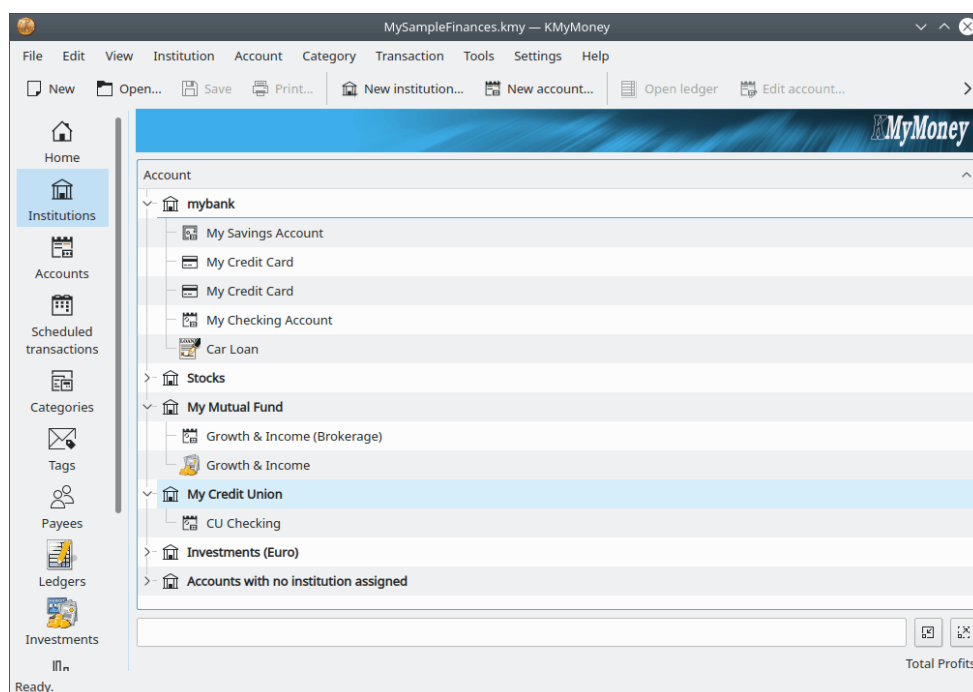 MySampleFinances.kmy — KMyMoney
File Edit View Institution Account Category Transaction Tools Settings Help
New Open... Save Print... New institution... New account... Open ledger Edit account...
KMyMoney
Home
Institutions
Accounts
Scheduled
transactions
Categories
Tags
Payees
Ledgers
Investments
Account
mybank
My Savings Account
My Credit Card
My Credit Card
My Checking Account
Car Loan
Stocks
My Mutual Fund
Growth & Income (Brokerage)
Growth & Income
My Credit Union
CU Checking
Investments (Euro)
Accounts with no institution assigned
Total Profits
Ready.